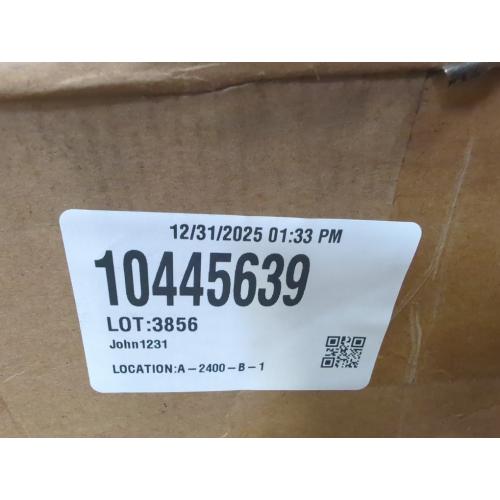 12/31/2025 01:33 PM
10445639
LOT:3856
John1231
LOCATION:A-2400-B-1